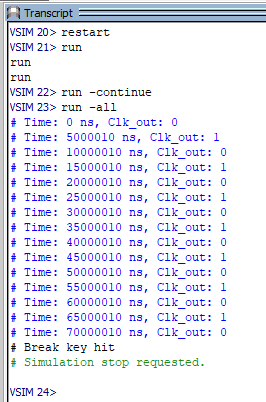 Transcript
VSIM 20> restart
VSIM 21> run
run
run
VSIM 22> run -continue
VSIM 23> run -all
# Time: 0 ns, Clk_out: 0
# Time: 5000010 ns, Clk_out: 1
# Time: 10000010 ns, Clk_out: 0
# Time: 15000010 ns, Clk_out: 1
# Time: 20000010 ns, Clk_out: 0
# Time: 25000010 ns, Clk_out: 1
# Time: 30000010 ns, Clk_out: 0
# Time: 35000010 ns, Clk_out: 1
# Time: 40000010 ns, Clk_out: 0
# Time: 45000010 ns, Clk_out: 1
# Time: 50000010 ns, Clk_out: 0
# Time: 55000010 ns, Clk_out: 1
# Time: 60000010 ns, Clk_out: 0
# Time: 65000010 ns, Clk_out: 1
# Time: 70000010 ns, Clk_out: 0
# Break key hit
# Simulation stop requested.
VSIM 24>